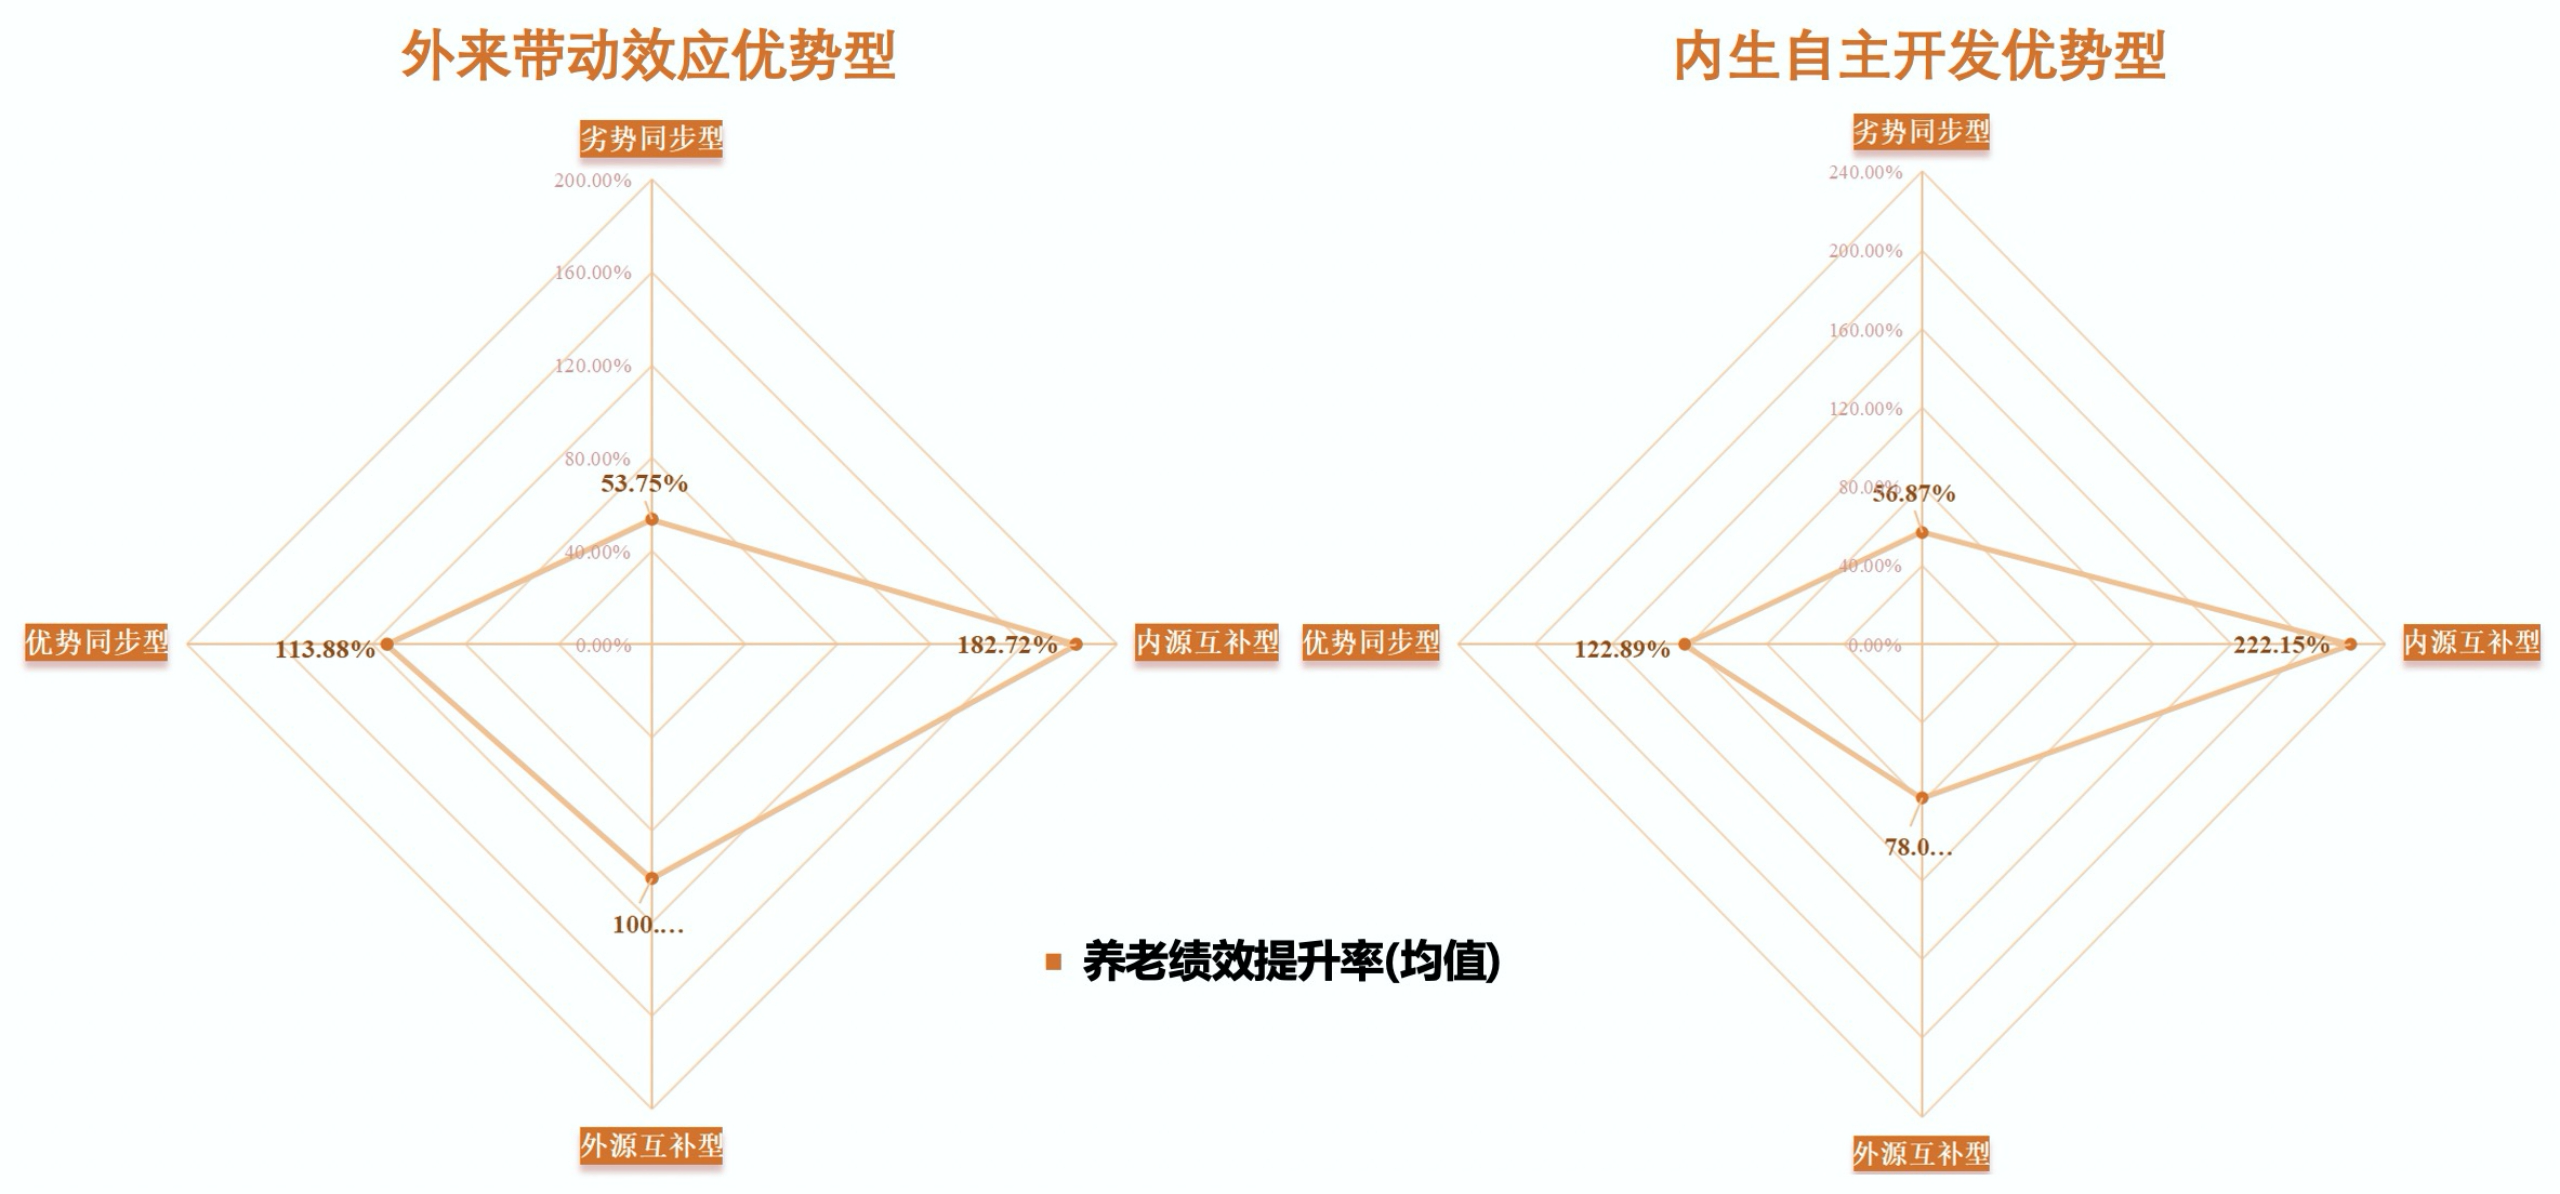 外来带动效应优势型
劣势同步型
200.00%
160.00%
120.00%
80.00%
53.75%
40.00%
优势同步型
113.88%
0.00%
182.72%
内源互补型
100.…
外源互补型
内生自主开发优势型
劣势同步型
240.00%
200.00%
160.00%
120.00%
80.00%
56.87%
40.00%
优势同步型
122.89%
0.00%
222.15%
内源互补型
78.0…
外源互补型
养老绩效提升率(均值)